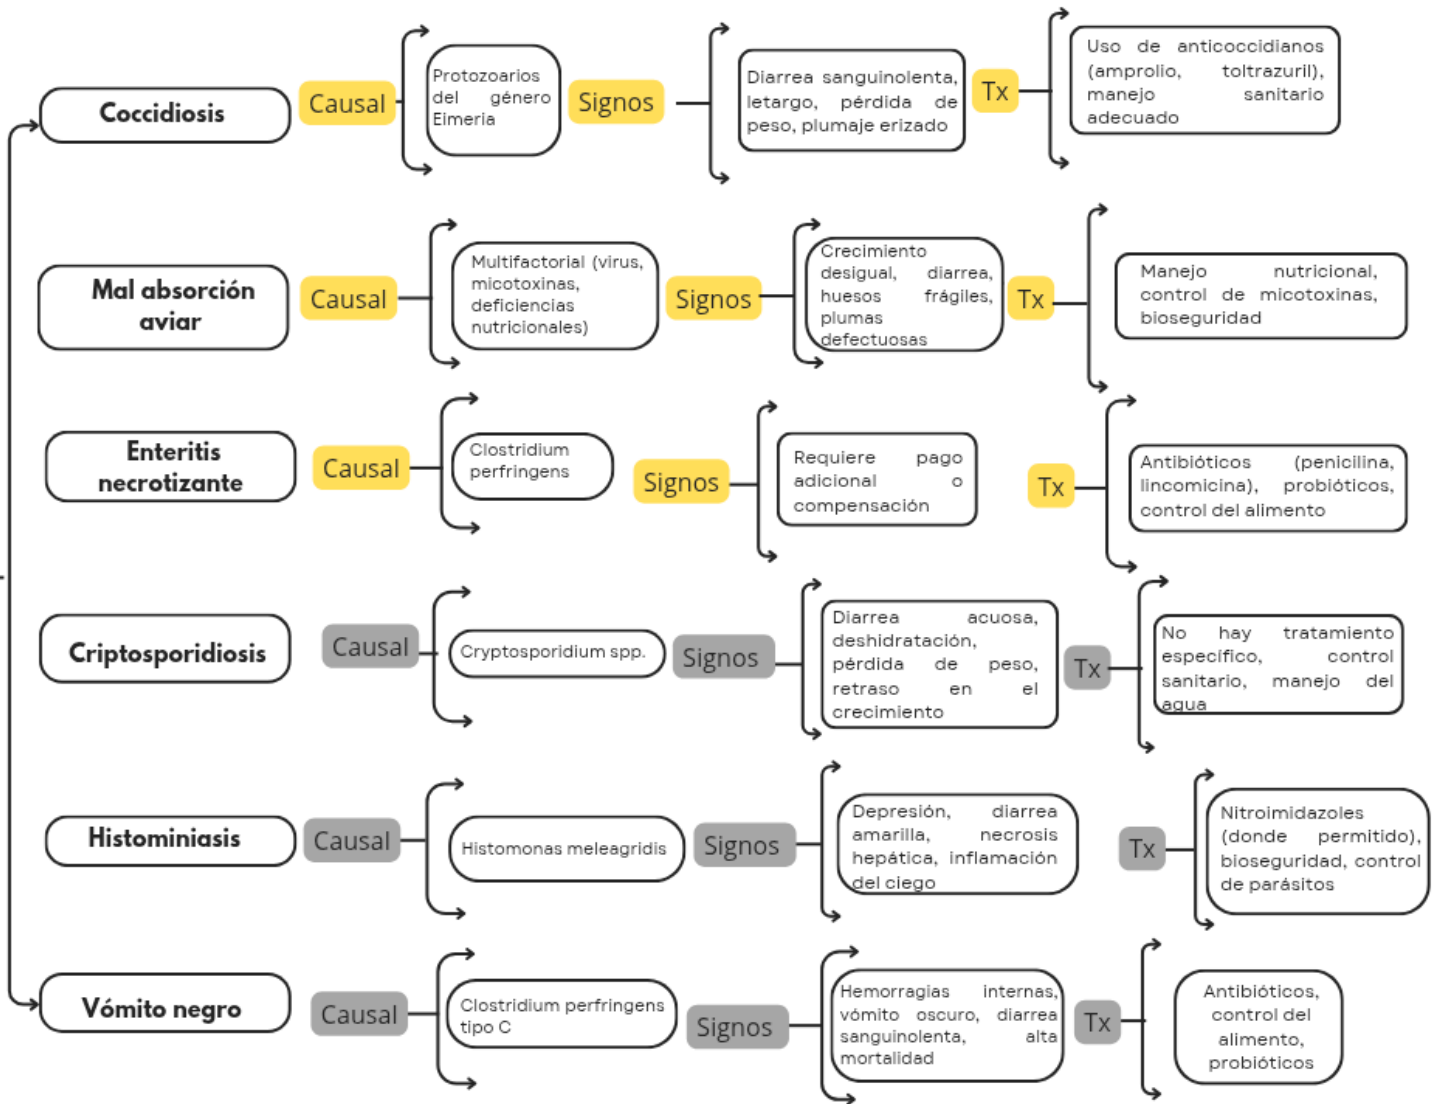 Coccidiosis
Causal
Protozoarios
del género
Eimeria
Signos
Diarrea sanguinolenta,
letargo, pérdida de
peso, plumaje erizado
Tx
Uso de anticoccidianos
(amprolio, toltrazuril),
manejo sanitario
adecuado
Mal absorción
aviar
Causal
Multifactorial (virus,
micotoxinas,
deficiencias
nutricionales)
Signos
Crecimiento
desigual, diarrea,
huesos frágiles,
plumas
defectuosas
Tx
Manejo nutricional,
control de micotoxinas,
bioseguridad
Enteritis
necrotizante
Causal
Clostridium
perfringens
Signos
Requiere pago
adicional o
compensación
Tx
Antibióticos (penicilina,
lincomicina), probióticos,
control del alimento
Criptosporidiosis
Causal
Cryptosporidium spp.
Signos
Diarrea acuosa,
deshidratación,
pérdida de peso,
retraso en el
crecimiento
Tx
No hay tratamiento
específico, control
sanitario, manejo del
agua
Histominiasis
Causal
Histomonas meleagridis
Signos
Depresión, diarrea
amarilla, necrosis
hepática, inflamación
del ciego
Tx
Nitroimidazoles
(donde permitido),
bioseguridad, control
de parásitos
Vómito negro
Causal
Clostridium perfringens
tipo C
Signos
Hemorragias internas,
vómito oscuro, diarrea
sanguinolenta, alta
mortalidad
Tx
Antibióticos,
control del
alimento,
probióticos